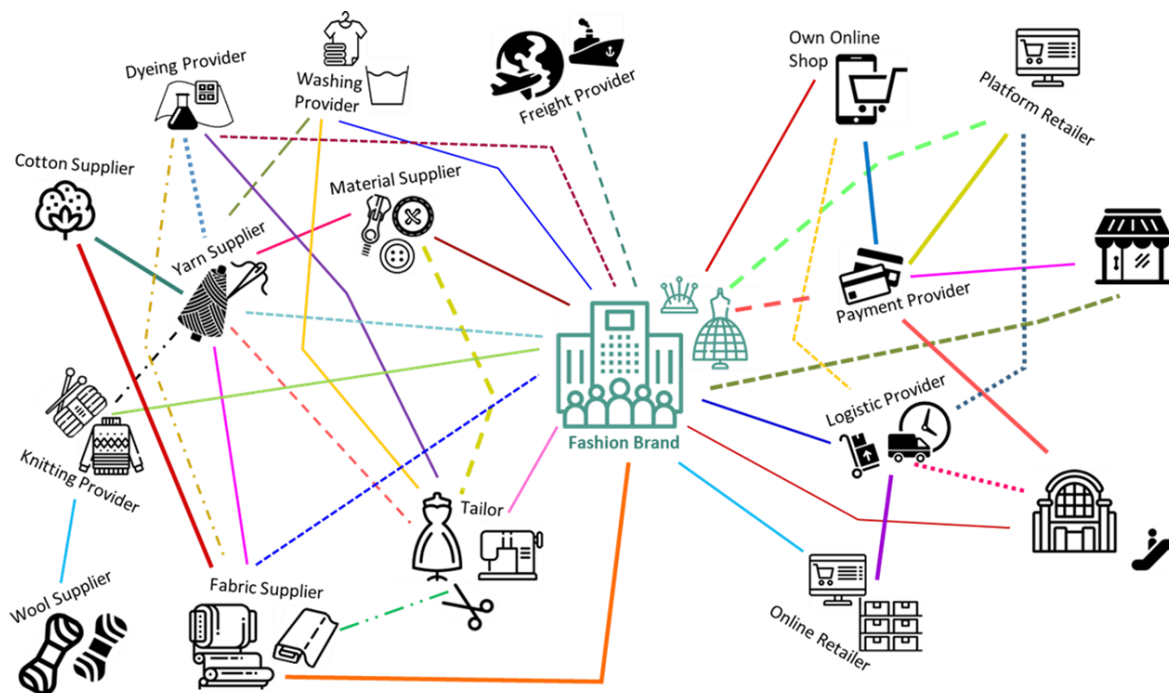 Dyeing Provider
Washing
Provider
Freight Provider
Own Online
Shop
Platform Retailer
Cotton Supplier
Material Supplier
Yarn Supplier
Payment Provider
Logistic Provider
Fashion Brand
Knitting Provider
Tailor
Wool Supplier
Fabric Supplier
Online Retailer